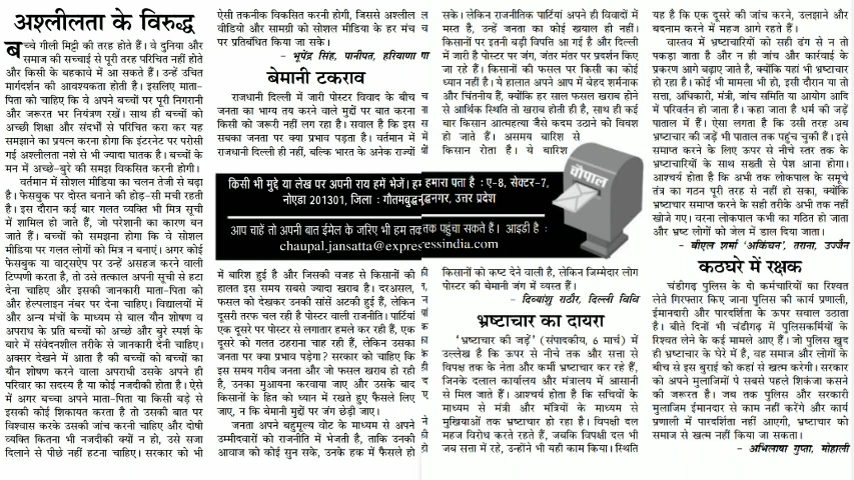 अश्लीलता के विरुद्ध
बच्चे गीली मिट्टी की तरह होते हैं। वे दुनिया और
समाज की सच्चाई से पूरी तरह परिचित नहीं होते
और किसी के बहकावे में आ सकते हैं। उन्हें उचित
मार्गदर्शन की आवश्यकता होती है। इसलिए माता-
पिता को चाहिए कि वे अपने बच्चों पर पूरी निगरानी
और जरूरत भर नियंत्रण रखें। साथ ही बच्चों को
अच्छी शिक्षा और संदर्भों से परिचित करा कर यह
समझाने का प्रयत्न करना होगा कि इंटरनेट पर परोसी
गई अश्लीलता नशे से भी ज्यादा घातक है। बच्चों के
मन में अच्छे-बुरे की समझ विकसित करनी होगी।
वर्तमान में सोशल मीडिया का चलन तेजी से बढ़ा
है। फेसबुक पर दोस्त बनाने की होड़-सी मची रहती
है। इस दौरान कई बार गलत व्यक्ति भी मित्र सूची
में शामिल हो जाते हैं, जो परेशानी का कारण बन
जाते हैं। बच्चों को समझना होगा कि वे सोशल
मीडिया पर गलत लोगों को मित्र न बनाएं। अगर कोई
फेसबुक या वाट्सऐप पर उन्हें असहज करने वाली
टिप्पणी करता है, तो उसे तत्काल अपनी सूची से हटा
देना चाहिए और इसकी जानकारी माता-पिता को
और हेल्पलाइन नंबर पर देना चाहिए। विद्यालयों में
और अन्य मंचों के माध्यम से बाल यौन शोषण व
अपराध के प्रति बच्चों को अच्छे और बुरे स्पर्श के
बारे में संवेदनशील तरीके से जानकारी देनी चाहिए।
अक्सर देखने में आता है की बच्चों को बच्चों का
यौन शोषण करने वाला अपराधी उसके अपने ही
परिवार का सदस्य है या कोई नजदीकी होता है। ऐसे
में अगर बच्चा अपने माता-पिता या किसी बड़े से
इसकी कोई शिकायत करता है तो उसकी बात पर
विश्वास करके उसकी जांच करनी चाहिए और दोषी
व्यक्ति कितना भी नजदीकी क्यों न हो, उसे सजा
दिलाने से पीछे नहीं हटना चाहिए। सरकार को भी
ऐसी तकनीक विकसित करनी होगी, जिससे अश्लील
वीडियो और सामग्री को सोशल मीडिया के हर मंच
पर प्रतिबंधित किया जा सके।
- भूपेंद्र सिंह, पानीपत, हरियाणा
बेमानी टकराव
राजधानी दिल्ली में जारी पोस्टर विवाद के बीच
जनता का भाग्य तय करने वाले मुद्दों पर बात करना
किसी को जरूरी नहीं लग रहा है। सवाल है कि इस
सबका जनता पर क्या प्रभाव पड़ता है। वर्तमान में
राजधानी दिल्ली ही नहीं, बल्कि भारत के अनेक राज्यों
किसी भी मुद्दे या लेख पर अपनी राय हमें भेजें। हमारा पता है : ए-8, सेक्टर-7,
नोएडा 201301, जिला : गौतमबुद्धनगर, उत्तर प्रदेश
आप चाहें तो अपनी बात ईमेल के जरिए भी हम तक पहुंचा सकते हैं। आइडी है :
chaupal.jansatta@expressindia.com
चौपाल
में बारिश हुई है और जिसकी वजह से किसानों की
हालत इस समय सबसे ज्यादा खराब है। दरअसल,
फसल को देखकर उनकी सांसें अटकी हुई हैं, लेकिन
दूसरी तरफ चल रही है पोस्टर वाली राजनीति। पार्टियां
एक दूसरे पर पोस्टर से लगातार हमले कर रही हैं, एक
दूसरे को गलत ठहराना चाह रही हैं, लेकिन उसका
जनता पर क्या प्रभाव पड़ेगा? सरकार को चाहिए कि
इस समय गरीब जनता और जो फसल खराब हो रही
है, उनका मुआयना करवाया जाए और उसके बाद
किसानों के हित को ध्यान में रखते हुए फैसले लिए
जाए, न कि बेमानी मुद्दों पर जंग छेड़ी जाए।
जनता अपने बहुमूल्य वोट के माध्यम से अपने
उम्मीदवारों को राजनीति में भेजती है, ताकि उनकी
आवाज को कोई सुन सके, उनके हक में फैसले हो
सके। लेकिन राजनीतिक पार्टियां अपने ही विवादों में
मस्त है, उन्हें जनता का कोई खयाल हो नहीं।
किसानों पर इतनी बड़ी विपत्ति आ गई है और दिल्ली
में जारी है पोस्टर पर जंग, जंतर मंतर पर प्रदर्शन किए
जा रहे हैं। किसानों की फसल पर किसी का कोई
ध्यान नहीं है। ये हालात अपने आप में बेहद शर्मनाक
और चिंतनीय हैं, क्योंकि हर साल फसल खराब होने
से आर्थिक स्थिति तो खराब होती ही है, साथ ही कई
बार किसान आत्महत्या जैसे कदम उठाने को विवश
हो जाते हैं। असमय बारिश से
किसान रोता है। ये बारिश
किसानों को कष्ट देने वाली है, लेकिन जिम्मेदार लोग
पोस्टर की बेमानी जंग में व्यस्त हैं।
- दिव्यांशु राठौर, दिल्ली विवि
भ्रष्टाचार का दायरा
‘भ्रष्टाचार की जड़ें’ (संपादकीय, 6 मार्च) में
उल्लेख है कि ऊपर से नीचे तक और सत्ता से
विपक्ष तक के नेता और कर्मी भ्रष्टाचार कर रहे हैं,
जिनके दलाल कार्यालय और मंत्रालय में आसानी
से मिल जाते हैं। आश्चर्य होता है कि सचिवों के
माध्यम से मंत्री और मंत्रियों के माध्यम से
मुखियाओं तक भ्रष्टाचार हो रहा है। विपक्षी दल
महज विरोध करते रहते हैं, जबकि विपक्षी दल भी
जब सत्ता में रहे, उन्होंने भी यही काम किया। स्थिति
यह है कि एक दूसरे की जांच करने, उलझाने और
बदनाम करने में महज आगे रहते हैं।
वास्तव में भ्रष्टाचारियों को सही ढंग से न तो
पकड़ा जाता है और न ही जांच और कार्रवाई के
प्रकरण आगे बढ़ाए जाते है, क्योंकि यहां भी भ्रष्टाचार
हो रहा है। कोई भी मामला भी हो, इसी दौरान या तो
सत्ता, अधिकारी, मंत्री, जांच समिति या आयोग आदि
में परिवर्तन हो जाता है। कहा जाता है धर्म की जड़ें
पाताल में हैं। ऐसा लगता है कि उसी तरह अब
भ्रष्टाचार की जड़ें भी पाताल तक पहुंच चुकी हैं। इसे
समाप्त करने के लिए ऊपर से नीचे स्तर तक के
भ्रष्टाचारियों के साथ सख्ती से पेश आना होगा।
आश्चर्य होता है कि अभी तक लोकपाल के समूचे
तंत्र का गठन पूरी तरह से नहीं हो सका, क्योंकि
भ्रष्टाचार समाप्त करने के सही तरीके अभी तक नहीं
खोजे गए। वरना लोकपाल कभी का गठित हो जाता
और भ्रष्ट लोगों को जेल में डाल दिया जाता।
- बीएल शर्मा ‘अकिंचन’, तराना, उज्जैन
कठघरे में रक्षक
चंडीगढ़ पुलिस के दो कर्मचारियों का रिश्वत
लेते गिरफ्तार किए जाना पुलिस की कार्य प्रणाली,
ईमानदारी और पारदर्शिता के ऊपर सवाल उठाता
है। बीते दिनों भी चंडीगढ़ में पुलिसकर्मियों के
रिश्वत लेने के कई मामले आए हैं। जो पुलिस खुद
ही भ्रष्टाचार के घेरे में है, वह समाज और लोगों के
बीच से इस बुराई को कहां से खत्म करेगी। सरकार
को अपने मुलाजिमों पे सबसे पहले शिकंजा कसने
की जरूरत है। जब तक पुलिस और सरकारी
मुलाजिम ईमानदार से काम नहीं करेंगे और कार्य
प्रणाली में पारदर्शिता नहीं आएगी, भ्रष्टाचार को
समाज से खत्म नहीं किया जा सकता।
- अभिलाषा गुप्ता, मोहाली